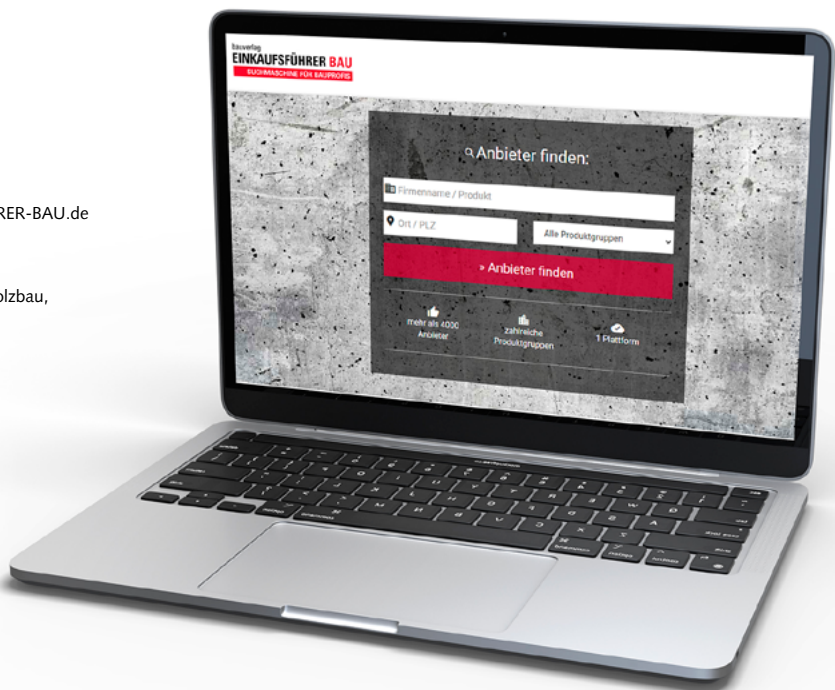 RER-BAU.de
olzbau,
bauverlag
EINKAUFSFÜHRER BAU
SUCHMASCHINE FÜR BAUPROFIS
Anbieter finden:
Firmenname / Produkt
Ort / PLZ
Alle Produktgruppen
» Anbieter finden
mehr als 4000
Anbieter
zahlreiche
Produktgruppen
1 Plattform